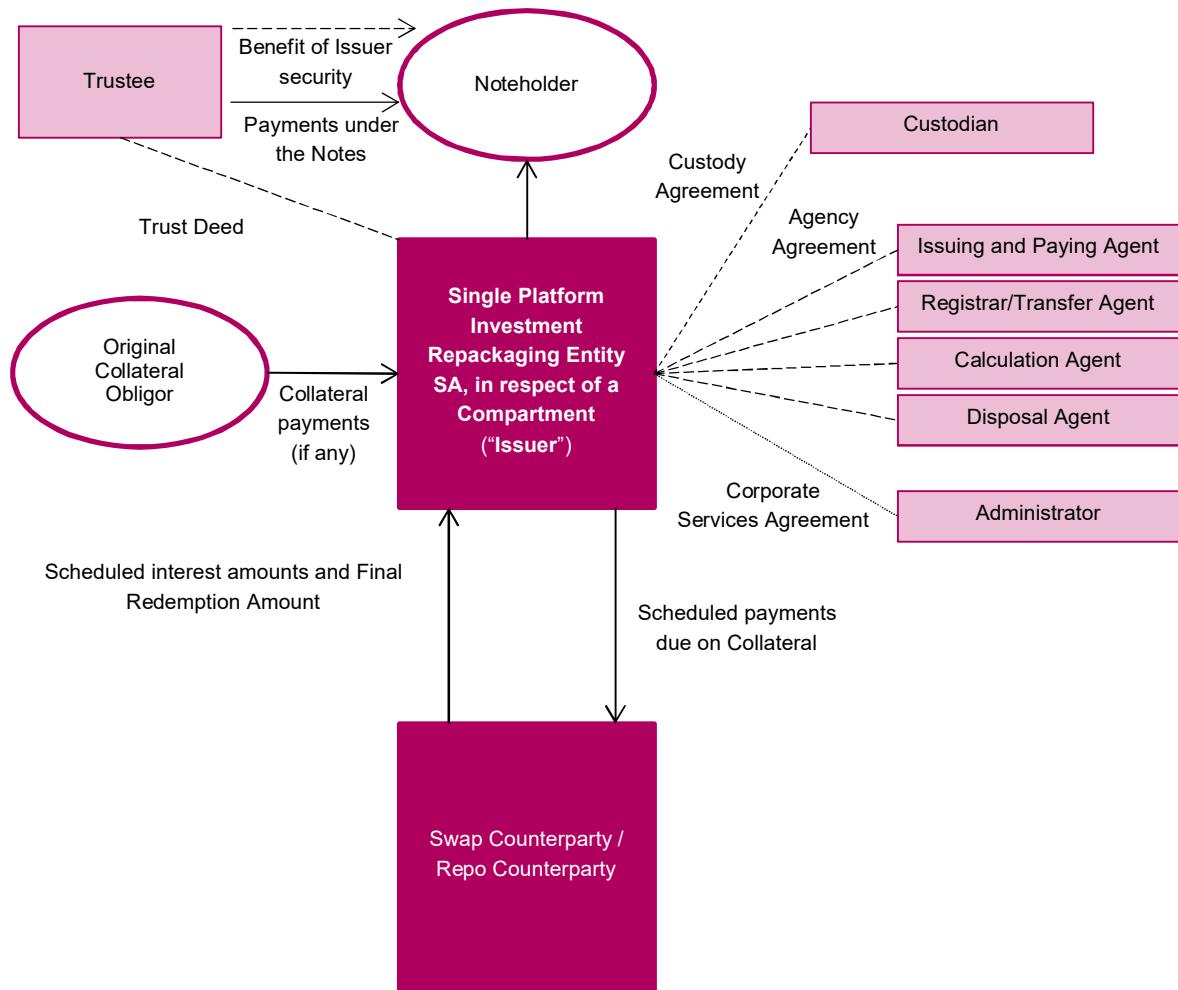 Trustee
Benefit of Issuer
security
Payments under
the Notes
Noteholder
Custodian
Custody
Agreement
Trust Deed
Agency
Agreement
Issuing and Paying Agent
Registrar/Transfer Agent
Calculation Agent
Disposal Agent
Single Platform
Investment
Repackaging Entity
SA, in respect of a
Compartment
(“Issuer”)
Original
Collateral
Obligor
Collateral
payments
(if any)
Corporate
Services Agreement
Administrator
Scheduled interest amounts and Final
Redemption Amount
Scheduled payments
due on Collateral
Swap Counterparty /
Repo Counterparty